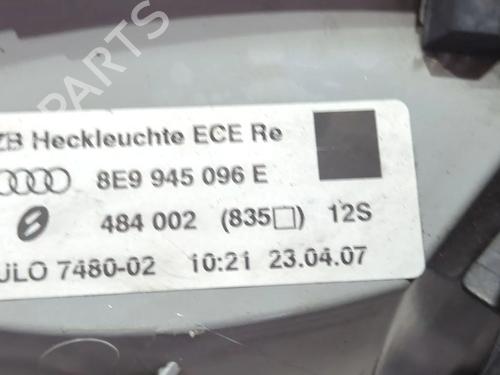 ZB Heckleuchte ECE Re
8E9 945 096 E
484 002 (835□) 12S
ULO 7480-02 10:21 23.04.07